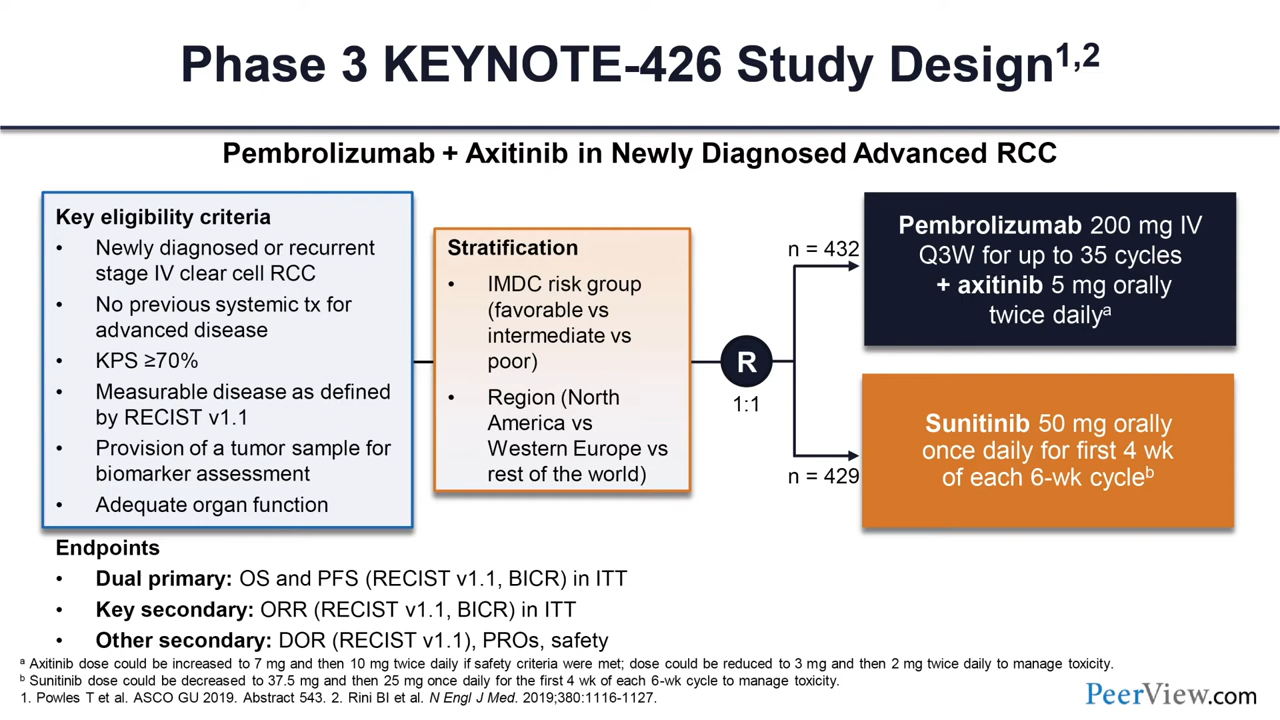 Phase 3 KEYNOTE-426 Study Design1,2
Pembrolizumab + Axitinib in Newly Diagnosed Advanced RCC
Key eligibility criteria
• Newly diagnosed or recurrent
stage IV clear cell RCC
• No previous systemic tx for
advanced disease
• KPS ≥70%
• Measurable disease as defined
by RECIST v1.1
• Provision of a tumor sample for
biomarker assessment
• Adequate organ function
Stratification
• IMDC risk group
(favorable vs
intermediate vs
poor)
• Region (North
America vs
Western Europe vs
rest of the world)
R
1:1
n = 432
Pembrolizumab 200 mg IV
Q3W for up to 35 cycles
+ axitinib 5 mg orally
twice dailya
n = 429
Sunitinib 50 mg orally
once daily for first 4 wk
of each 6-wk cycleb
Endpoints
• Dual primary: OS and PFS (RECIST v1.1, BICR) in ITT
• Key secondary: ORR (RECIST v1.1, BICR) in ITT
• Other secondary: DOR (RECIST v1.1), PROs, safety
a Axitinib dose could be increased to 7 mg and then 10 mg twice daily if safety criteria were met; dose could be reduced to 3 mg and then 2 mg twice daily to manage toxicity.
b Sunitinib dose could be decreased to 37.5 mg and then 25 mg once daily for the first 4 wk of each 6-wk cycle to manage toxicity.
1. Powles T et al. ASCO GU 2019. Abstract 543. 2. Rini BI et al. N Engl J Med. 2019;380:1116-1127.
PeerView.com